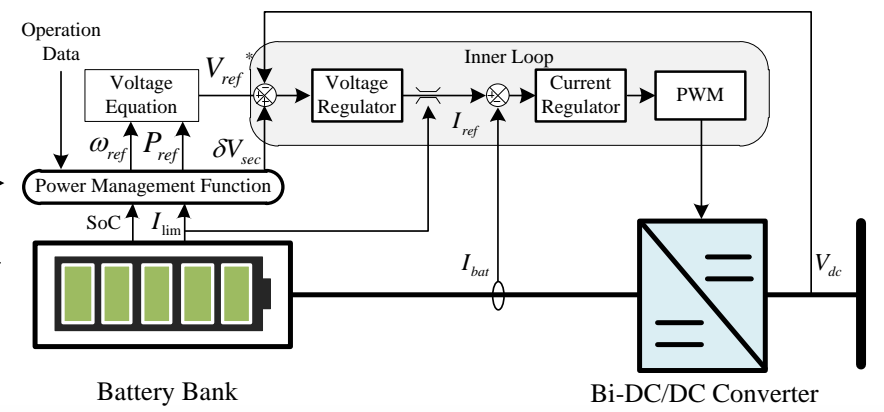 Operation
Data
Inner Loop
Voltage
Equation
V_ref *
Voltage
Regulator
I_ref
Current
Regulator
PWM
ω_ref P_ref δV_sec
Power Management Function
SoC I_lim
I_bat
V_dc
Battery Bank
Bi-DC/DC Converter